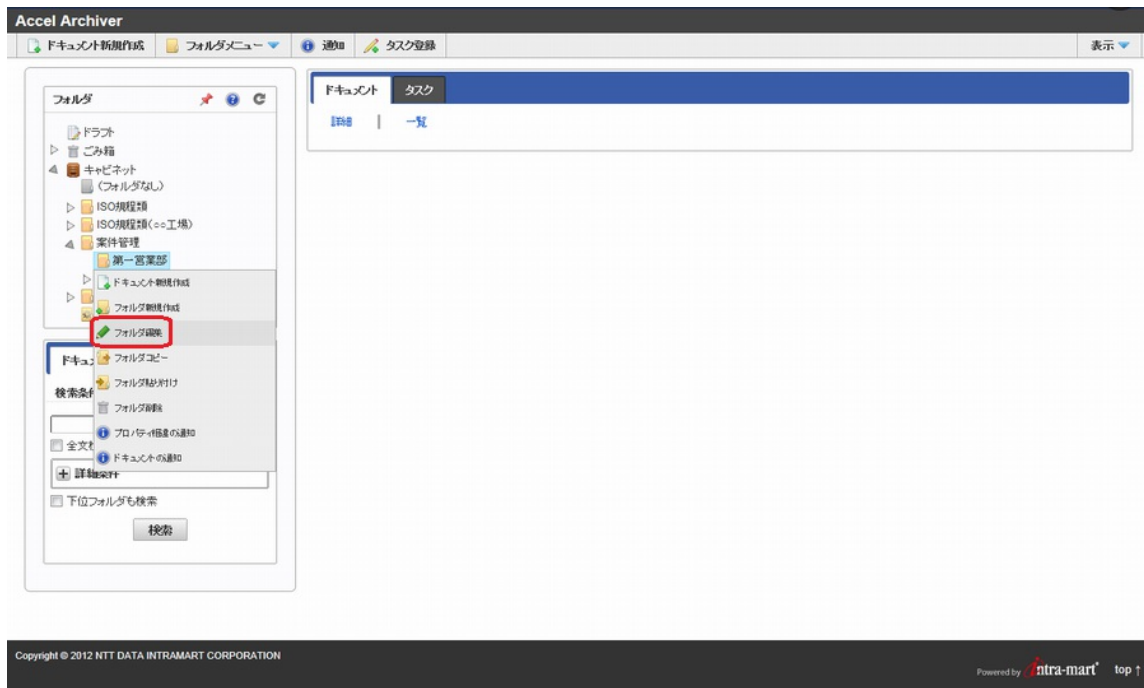 Accel Archiver
ドキュメント新規作成 フォルダメニュー 通知 タスク登録 表示
フォルダ
ドラフト
ごみ箱
キャビネット
(フォルダなし)
ISO規程類
ISO規程類(○○工場)
案件管理
第一営業部
ドキュメント新規作成
フォルダ新規作成
フォルダ編集
フォルダコピー
フォルダ貼り付け
フォルダ削除
プロパティ権限の通知
ドキュメントの通知
ドキュメ
検索条件
全文検
詳細条件
下位フォルダも検索
検索
ドキュメント タスク
詳細 | 一覧
Copyright © 2012 NTT DATA INTRAMART CORPORATION
Powered by intra-mart top ↑